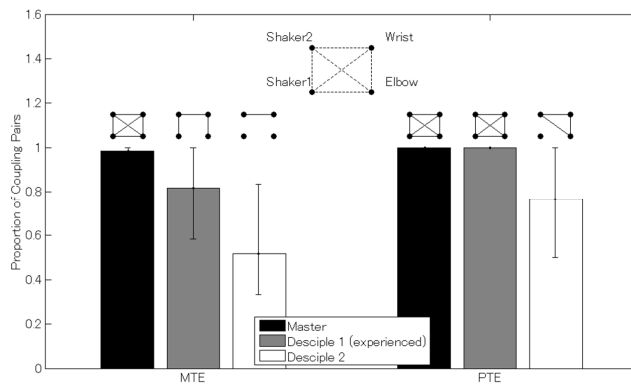 1.6
1.4
1.2
1
0.8
0.6
0.4
0.2
0
Proportion of Coupling Pairs
Shaker2 Wrist
Shaker1 Elbow
Master
Desciple 1 (experienced)
Desciple 2
MTE PTE